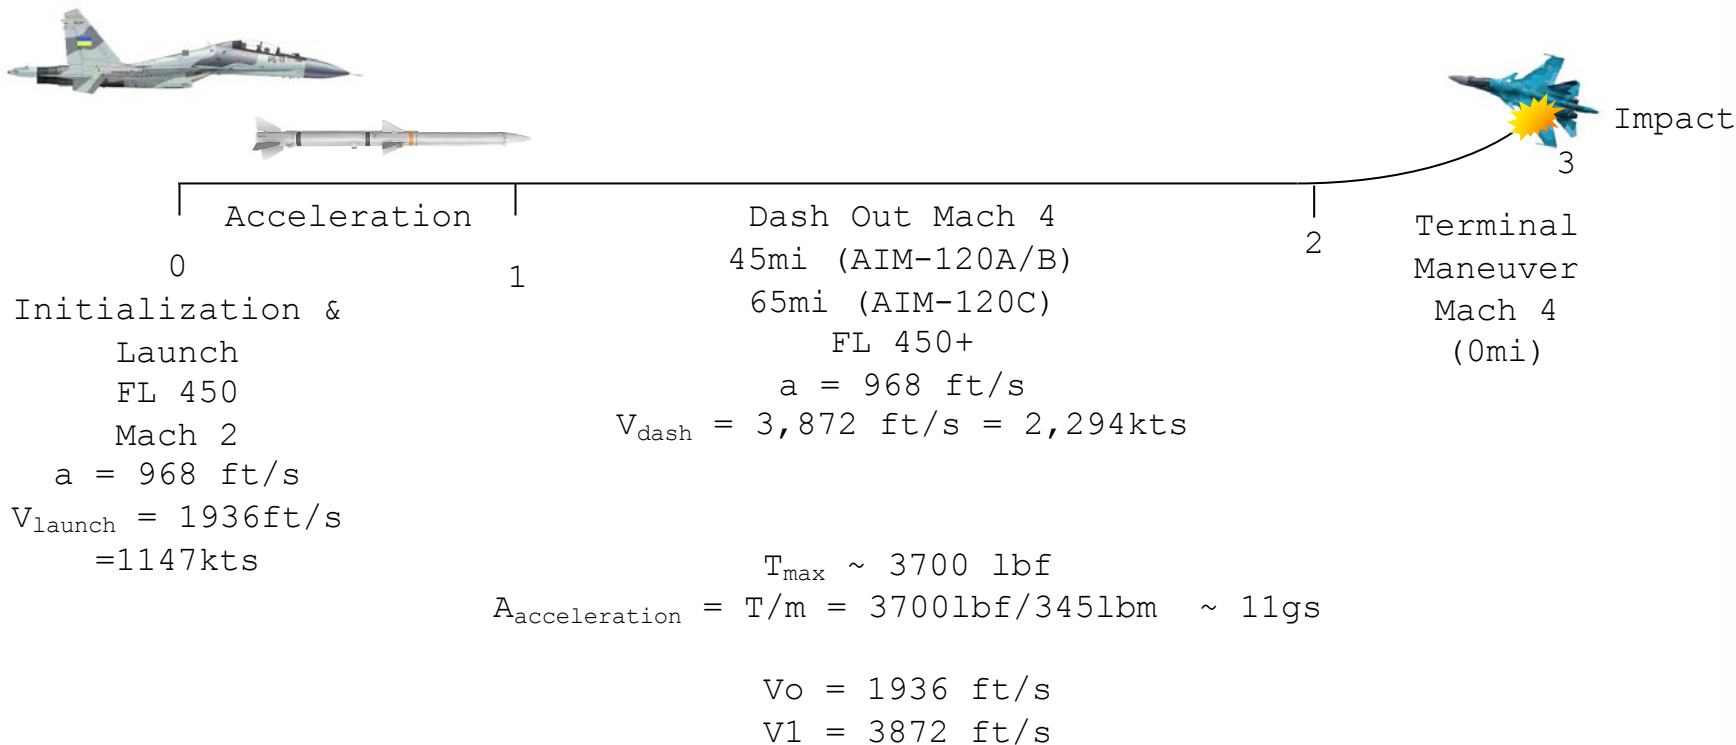 Impact
3
Acceleration
0
1
Initialization &
Launch
FL 450
Mach 2
a = 968 ft/s
Vlaunch = 1936ft/s
=1147kts
Dash Out Mach 4
45mi (AIM-120A/B)
65mi (AIM-120C)
FL 450+
a = 968 ft/s
Vdash = 3,872 ft/s = 2,294kts
2
Terminal
Maneuver
Mach 4
(0mi)
Tmax ~ 3700 lbf
Aacceleration = T/m = 3700lbf/345lbm ~ 11gs
Vo = 1936 ft/s
V1 = 3872 ft/s